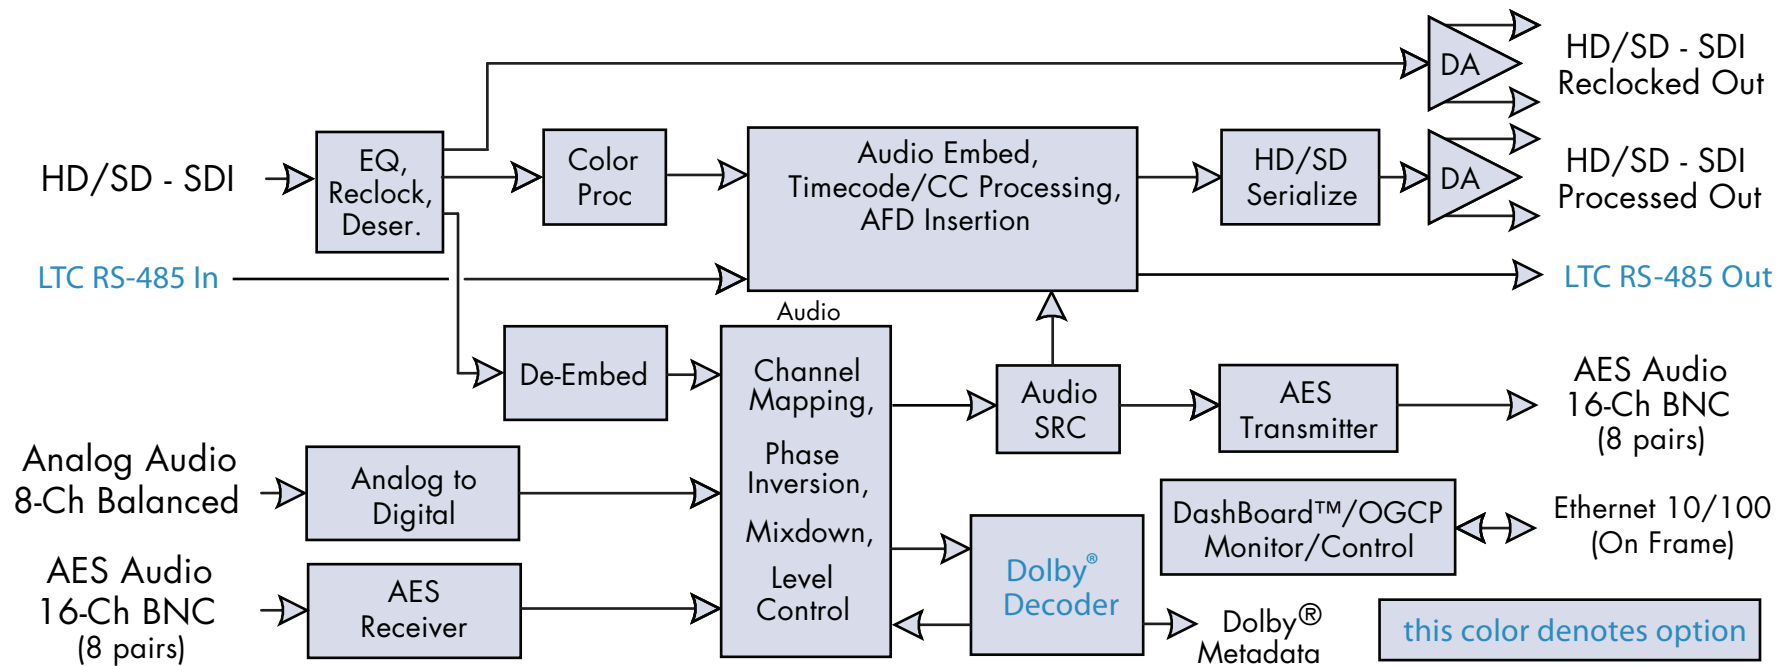 HD/SD - SDI
Reclocked Out
DA
HD/SD - SDI
EQ,
Reclock,
Deser.
Color
Proc
Audio Embed,
Timecode/CC Processing,
AFD Insertion
HD/SD
Serialize
DA
HD/SD - SDI
Processed Out
LTC RS-485 In
LTC RS-485 Out
Audio
De-Embed
Channel
Mapping,
Phase
Inversion,
Mixdown,
Level
Control
Audio
SRC
AES
Transmitter
AES Audio
16-Ch BNC
(8 pairs)
Analog Audio
8-Ch Balanced
Analog to
Digital
DashBoard™/OGCP
Monitor/Control
Ethernet 10/100
(On Frame)
AES Audio
16-Ch BNC
(8 pairs)
AES
Receiver
Dolby®
Decoder
Dolby®
Metadata
this color denotes option